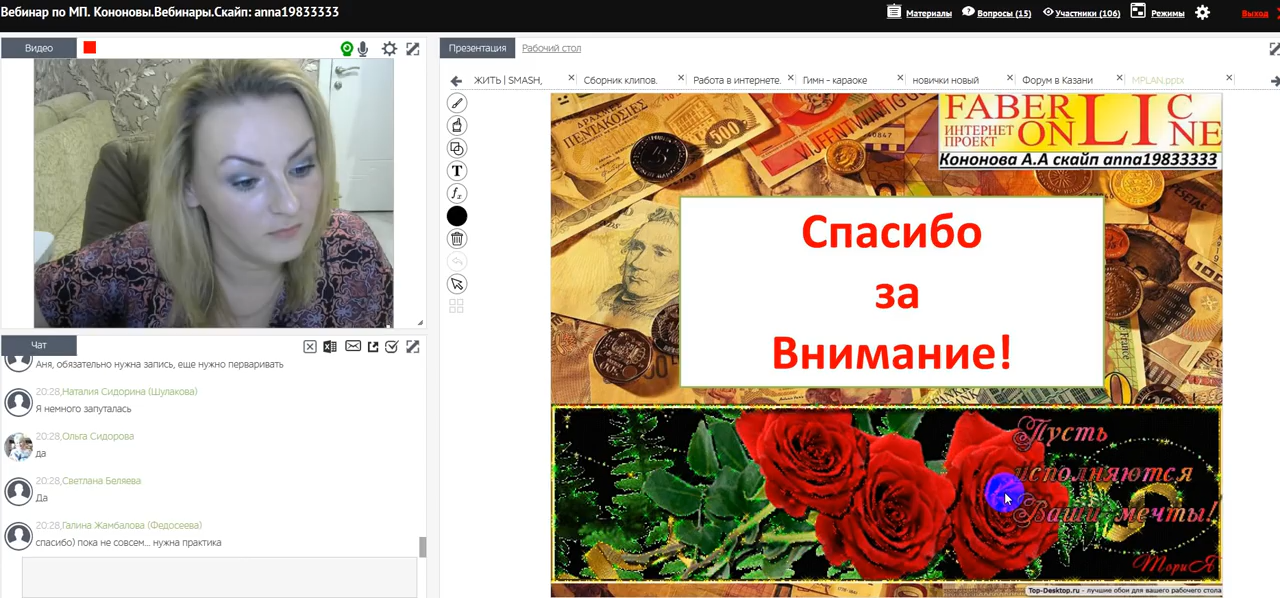 Вебинар по МП. Кононовы.Вебинары.Скайп: anna19833333
Материалы
Вопросы (15)
Участники (106)
Режимы
Выход
Видео
Презентация
Рабочий стол
ЖИТЬ | SMASH,
Сборник клипов.
Работа в интернете.
Гимн - караоке
новички новый
Форум в Казани
MPLAN.pptx
T
500
FABERLIC
ИНТЕРНЕТ
ПРОЕКТ
ONLINE
Кононова А.А скайп anna19833333
Спасибо
за
Внимание!
Пусть
исполняются
Ваши мечты!
ТориЯ
Top-Desktop.ru - лучшие обои для вашего рабочего стола
Чат
Аня, обязательно нужна запись, еще нужно перваривать
20:28,Наталия Сидорина (Шулакова)
Я немного запуталась
20:28,Ольга Сидорова
да
20:28,Светлана Беляева
Да
20:28,Галина Жамбалова (Федосеева)
спасибо) пока не совсем... нужна практика